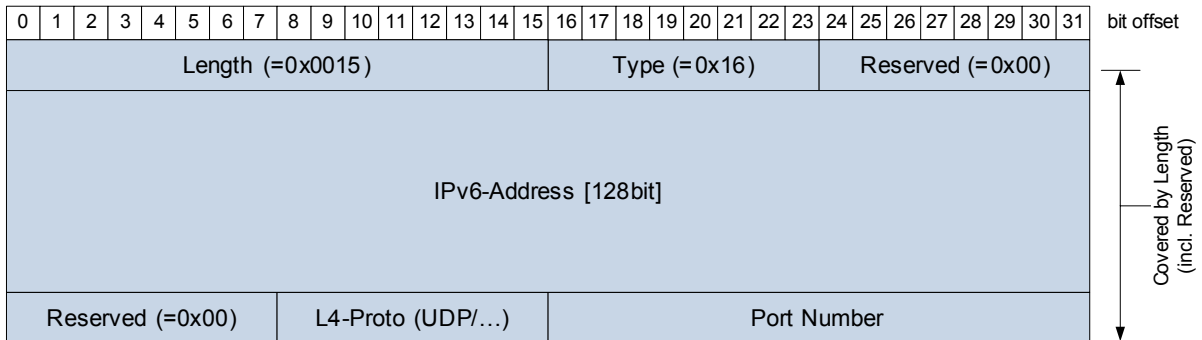 0 1 2 3 4 5 6 7 8 9 10 11 12 13 14 15 16 17 18 19 20 21 22 23 24 25 26 27 28 29 30 31 bit offset
Length (=0x0015) Type (=0x16) Reserved (=0x00)
IPv6-Address [128bit]
Covered by Length
(incl. Reserved)
Reserved (=0x00) L4-Proto (UDP/…) Port Number